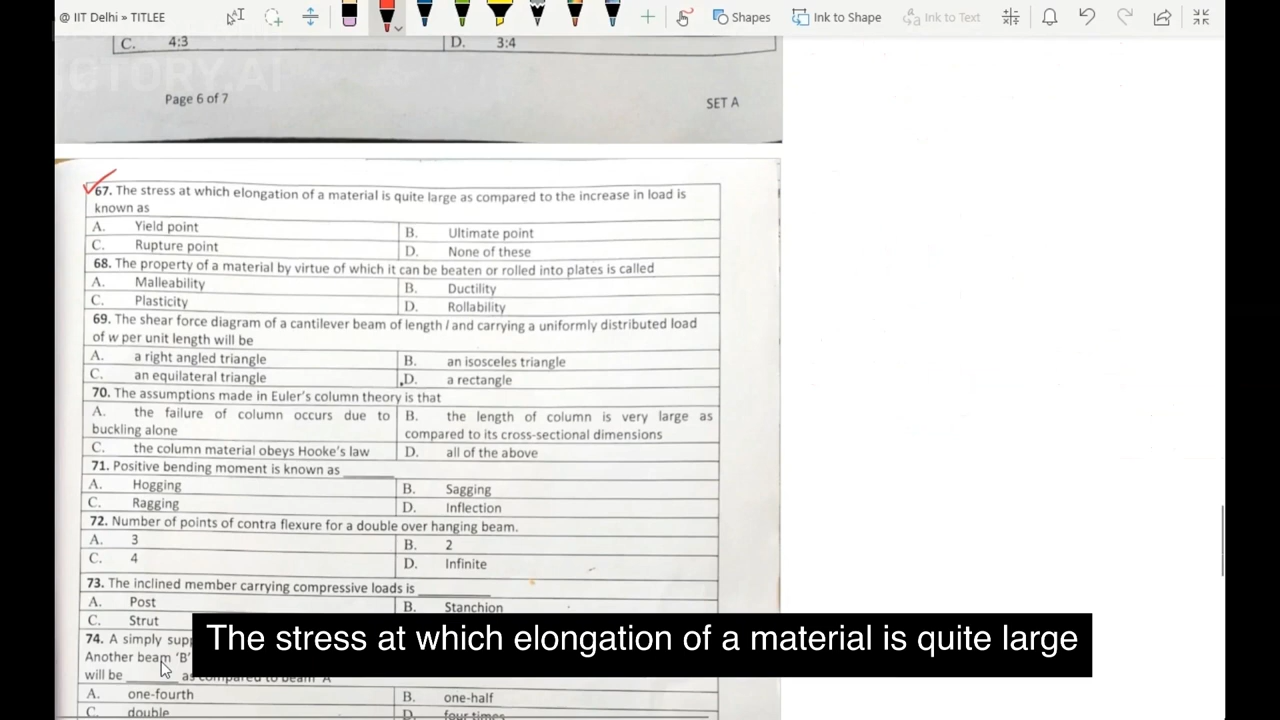 @ IIT Delhi » TITLEE
Shapes
Ink to Shape
Ink to Text
C. 4:3
D. 3:4
Page 6 of 7
SET A
67. The stress at which elongation of a material is quite large as compared to the increase in load is
known as
A. Yield point
B. Ultimate point
C. Rupture point
D. None of these
68. The property of a material by virtue of which it can be beaten or rolled into plates is called
A. Malleability
B. Ductility
C. Plasticity
D. Rollability
69. The shear force diagram of a cantilever beam of length l and carrying a uniformly distributed load
of w per unit length will be
A. a right angled triangle
B. an isosceles triangle
C. an equilateral triangle
D. a rectangle
70. The assumptions made in Euler's column theory is that
A. the failure of column occurs due to
buckling alone
B. the length of column is very large as
compared to its cross-sectional dimensions
C. the column material obeys Hooke's law
D. all of the above
71. Positive bending moment is known as ______
A. Hogging
B. Sagging
C. Ragging
D. Inflection
72. Number of points of contra flexure for a double over hanging beam.
A. 3
B. 2
C. 4
D. Infinite
73. The inclined member carrying compressive loads is ________
A. Post
B. Stanchion
C. Strut
74. A simply
Another beam 'B'
will be ______ as compared to beam 'A'
A. one-fourth
B. one-half
C. double
D. four times
The stress at which elongation of a material is quite large